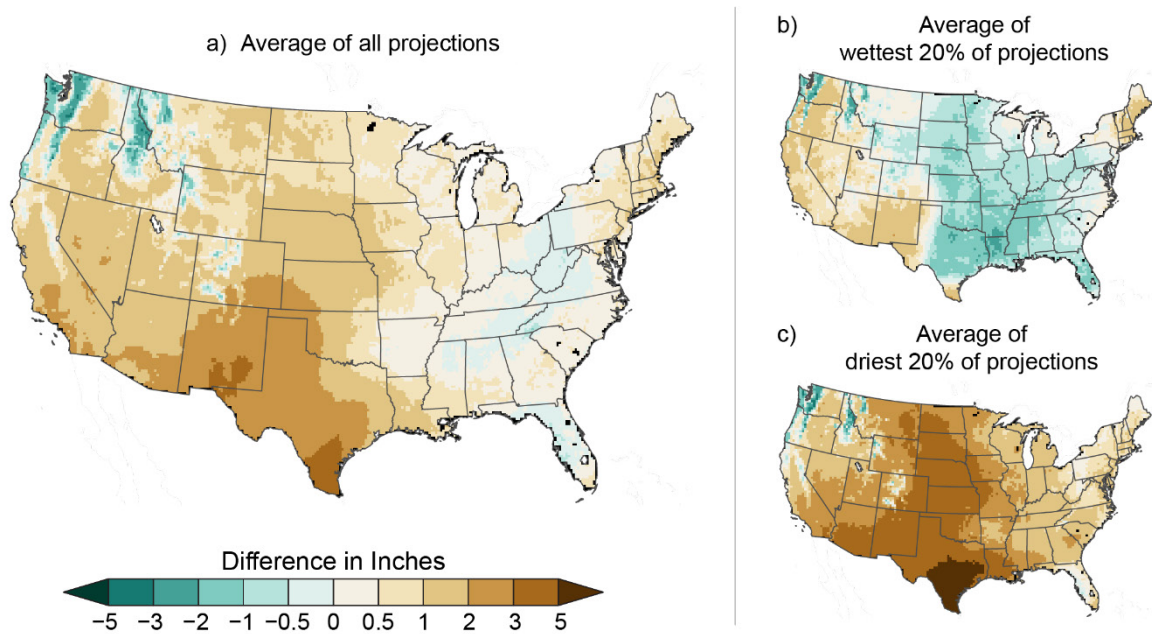 a) Average of all projections
b) Average of
wettest 20% of projections
c) Average of
driest 20% of projections
Difference in Inches
−5 −3 −2 −1 −0.5 0 0.5 1 2 3 5